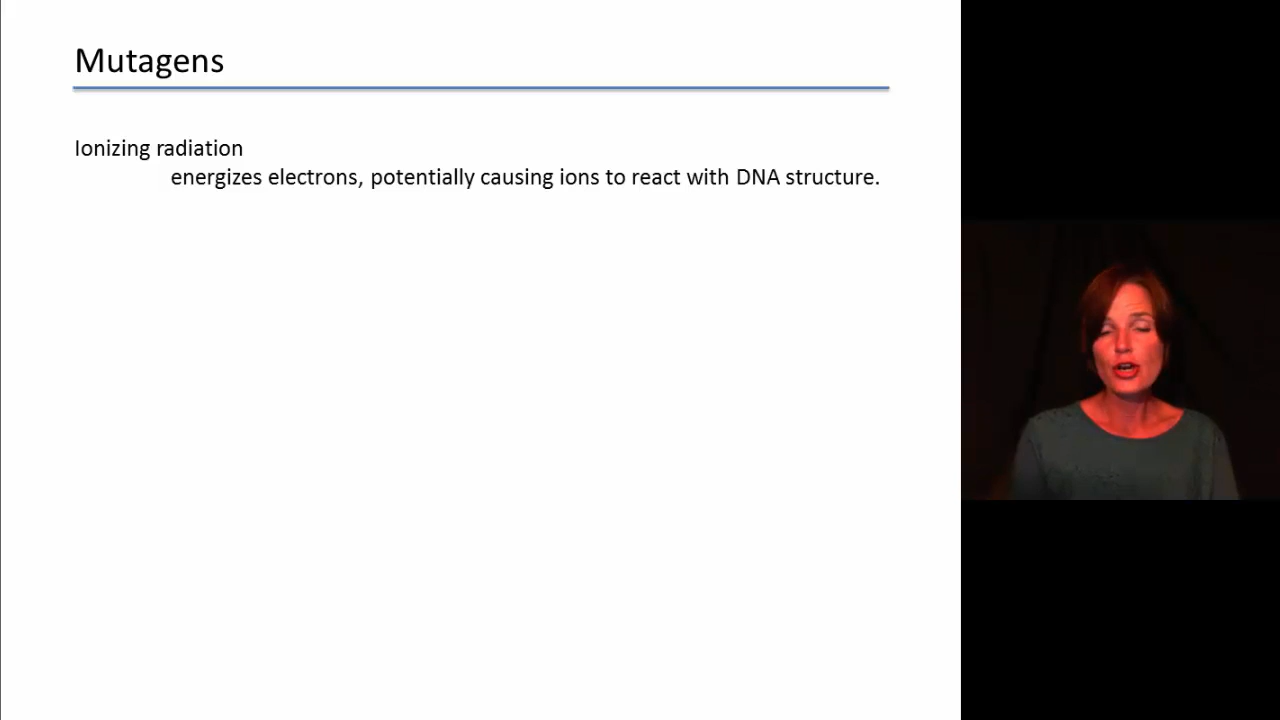 Mutagens
Ionizing radiation
energizes electrons, potentially causing ions to react with DNA structure.